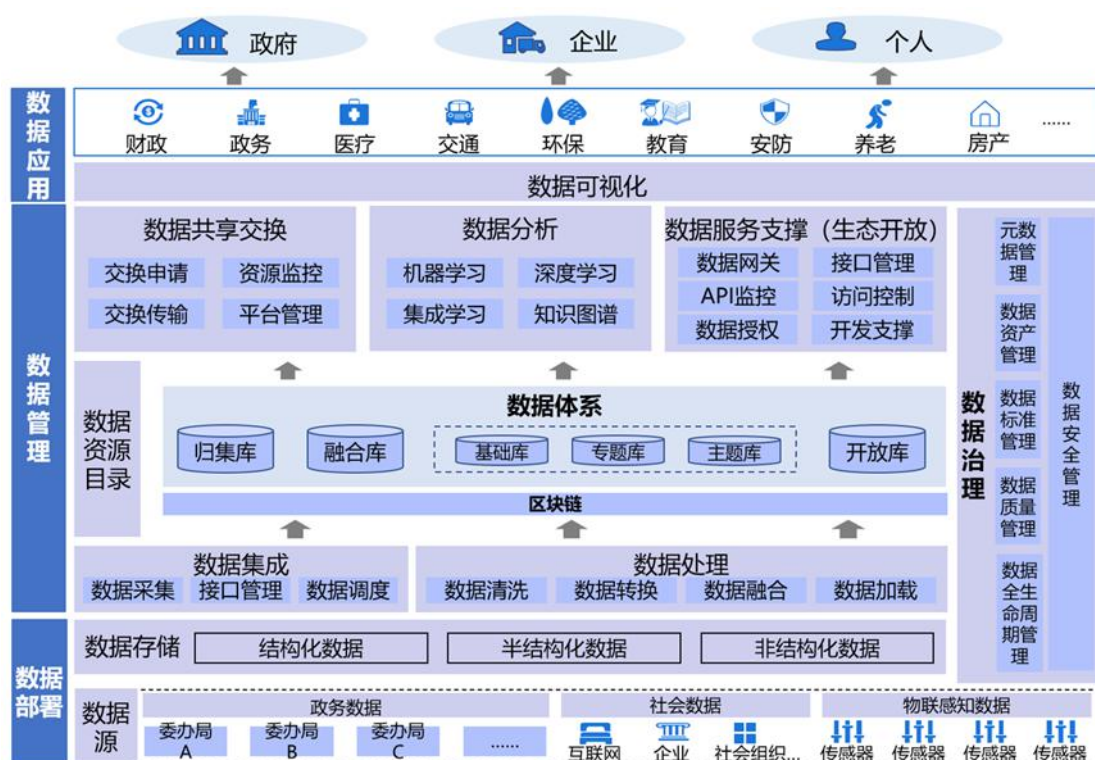 政府
企业
个人
数据应用
财政
政务
医疗
交通
环保
教育
安防
养老
房产
......
数据可视化
数据管理
数据共享交换
交换申请
资源监控
交换传输
平台管理
数据分析
机器学习
深度学习
集成学习
知识图谱
数据服务支撑（生态开放）
数据网关
接口管理
API监控
访问控制
数据授权
开发支撑
数据资源目录
数据体系
归集库
融合库
基础库
专题库
主题库
开放库
区块链
数据集成
数据采集
接口管理
数据调度
数据处理
数据清洗
数据转换
数据融合
数据加载
数据治理
元数据管理
数据资产管理
数据标准管理
数据质量管理
数据全生命周期管理
数据安全管理
数据部署
数据存储
结构化数据
半结构化数据
非结构化数据
数据源
政务数据
委办局
A
委办局
B
委办局
C
......
社会数据
互联网
企业
社会组织...
物联感知数据
传感器
传感器
传感器
传感器